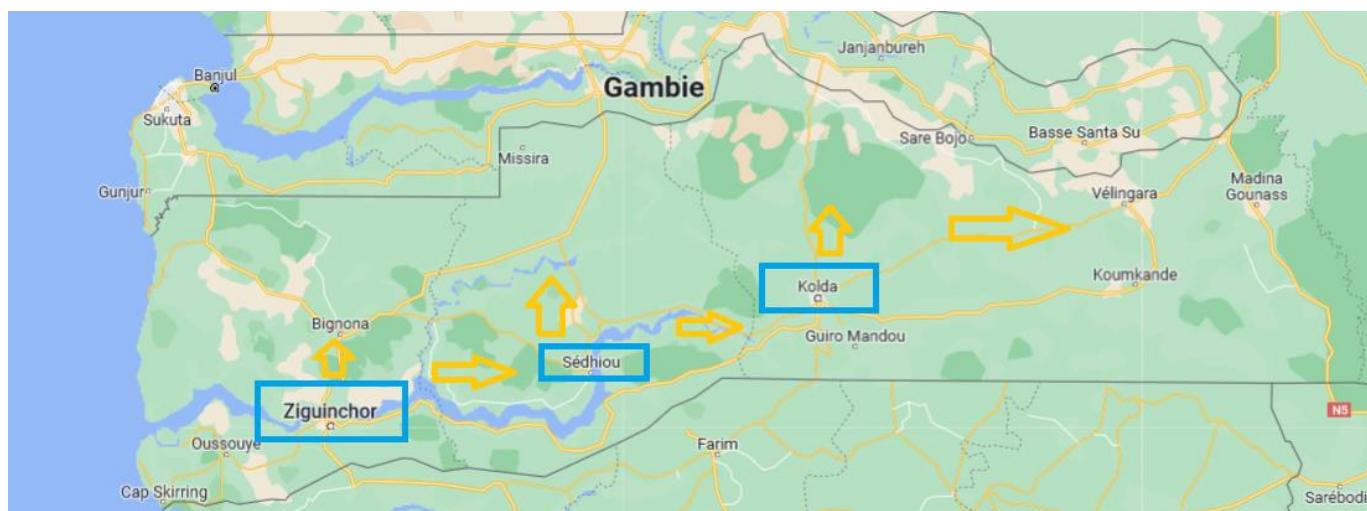 Janjanbureh
Banjul
Gambie
Sukuta
Basse Santa Su
Sare Bojo
Missira
Gunjur
Vélingara
Madina
Gounass
Kolda
Koumkande
Bignona
Guiro Mandou
Sédhiou
Ziguinchor
N5
Oussouye
Farim
Cap Skirring
Sarébodi